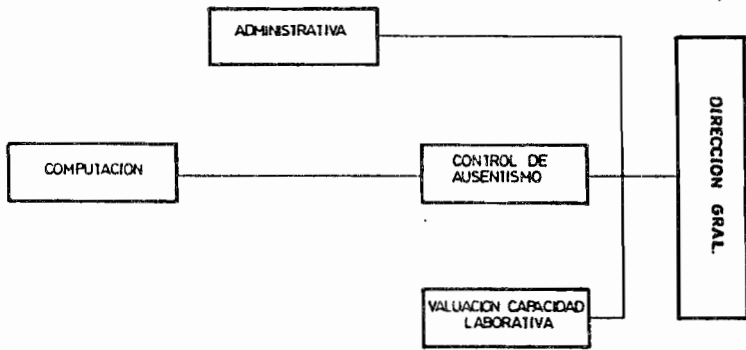 ADMINISTRATIVA
COMPUTACION
CONTROL DE
AUSENTISMO
VALUACION CAPACIDAD
LABORATIVA
DIRECCION GRAL.